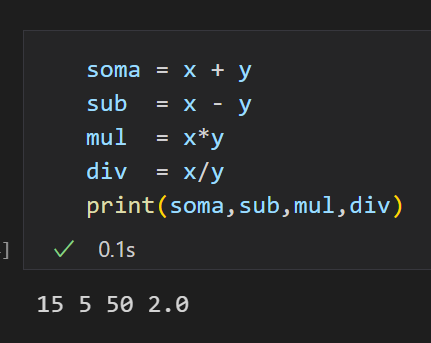 soma = x + y
sub  = x - y
mul  = x*y
div  = x/y
print(soma,sub,mul,div)
] ✓ 0.1s
15 5 50 2.0